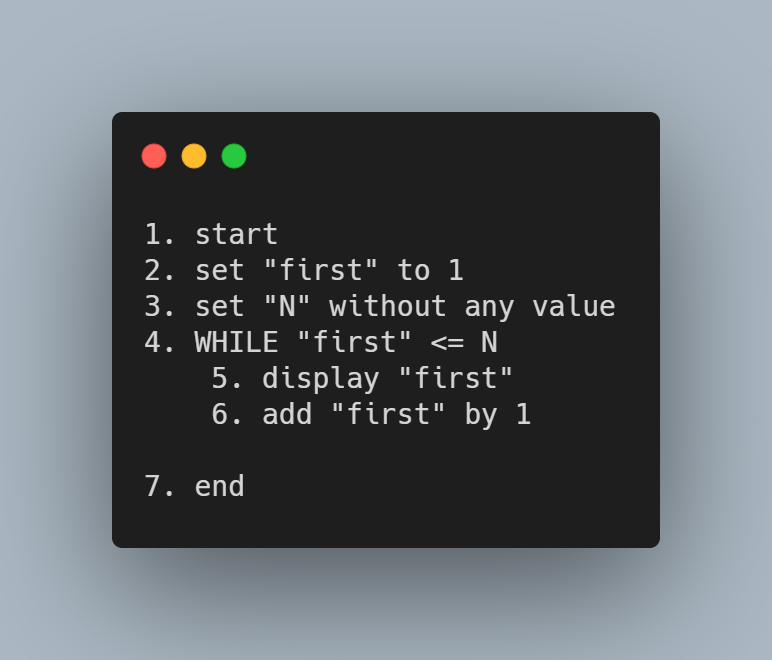 1. start
2. set "first" to 1
3. set "N" without any value
4. WHILE "first" <= N
5. display "first"
6. add "first" by 1
7. end